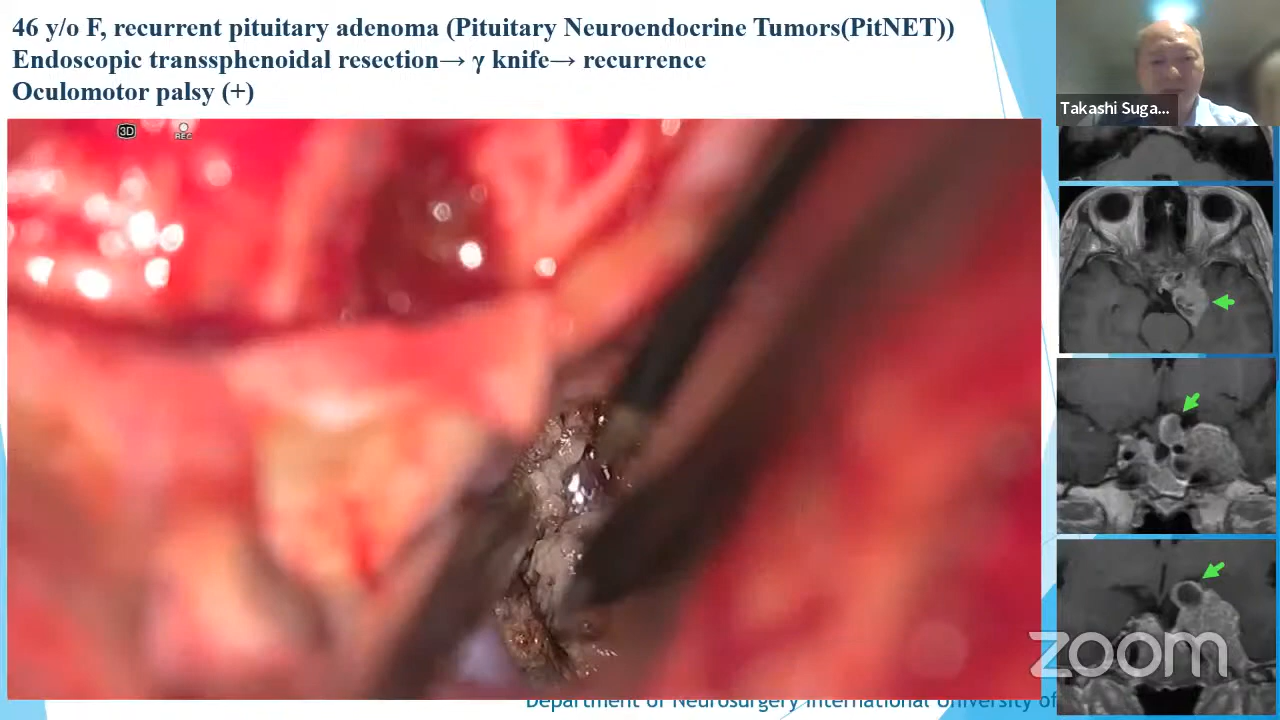 46 y/o F, recurrent pituitary adenoma (Pituitary Neuroendocrine Tumors(PitNET))
Endoscopic transsphenoidal resection→ γ knife→ recurrence
Oculomotor palsy (+)
Takashi Suga...
3D
REC
zoom
Department of Neurosurgery International University of